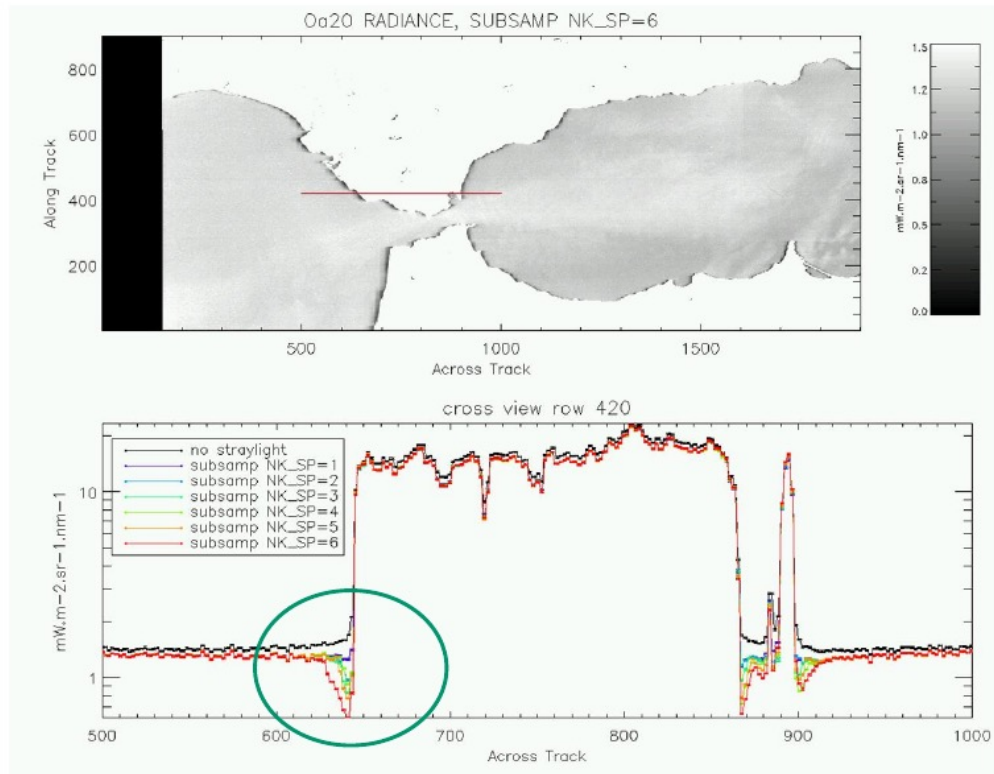 Oa20 RADIANCE, SUBSAMP NK_SP=6
800
600
400
200
Along Track
500
1000
1500
Across Track
1.5
1.2
1.0
0.8
0.5
0.2
0.0
mW.m-2.sr-1.nm-1
cross view row 420
no straylight
subsamp NK_SP=1
subsamp NK_SP=2
subsamp NK_SP=3
subsamp NK_SP=4
subsamp NK_SP=5
subsamp NK_SP=6
10
1
mW.m-2.sr-1.nm-1
500
600
700
800
900
1000
Across Track